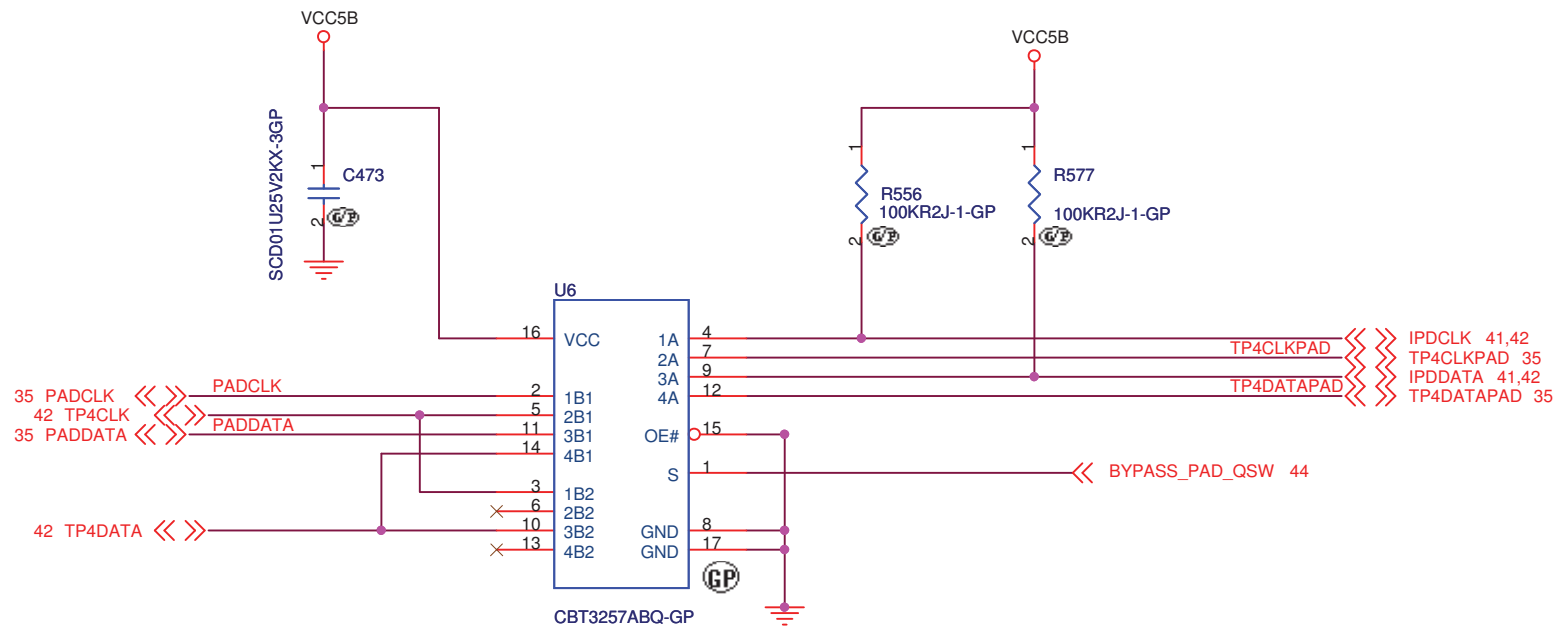 VCC5B
VCC5B
SCD01U25V2KX-3GP
1
C473
2
G/P
1
R556
100KR2J-1-GP
2
G/P
1
R577
100KR2J-1-GP
2
G/P
U6
16 VCC
1A 4
IPDCLK 41,42
2A 7
TP4CLKPAD
TP4CLKPAD 35
3A 9
IPDDATA 41,42
4A 12
TP4DATAPAD
TP4DATAPAD 35
35 PADCLK
PADCLK
2 1B1
42 TP4CLK
5 2B1
35 PADDATA
PADDATA
11 3B1
14 4B1
OE# 15
S 1
BYPASS_PAD_QSW 44
3 1B2
6 2B2
42 TP4DATA
10 3B2
13 4B2
GND 8
GND 17
GP
CBT3257ABQ-GP